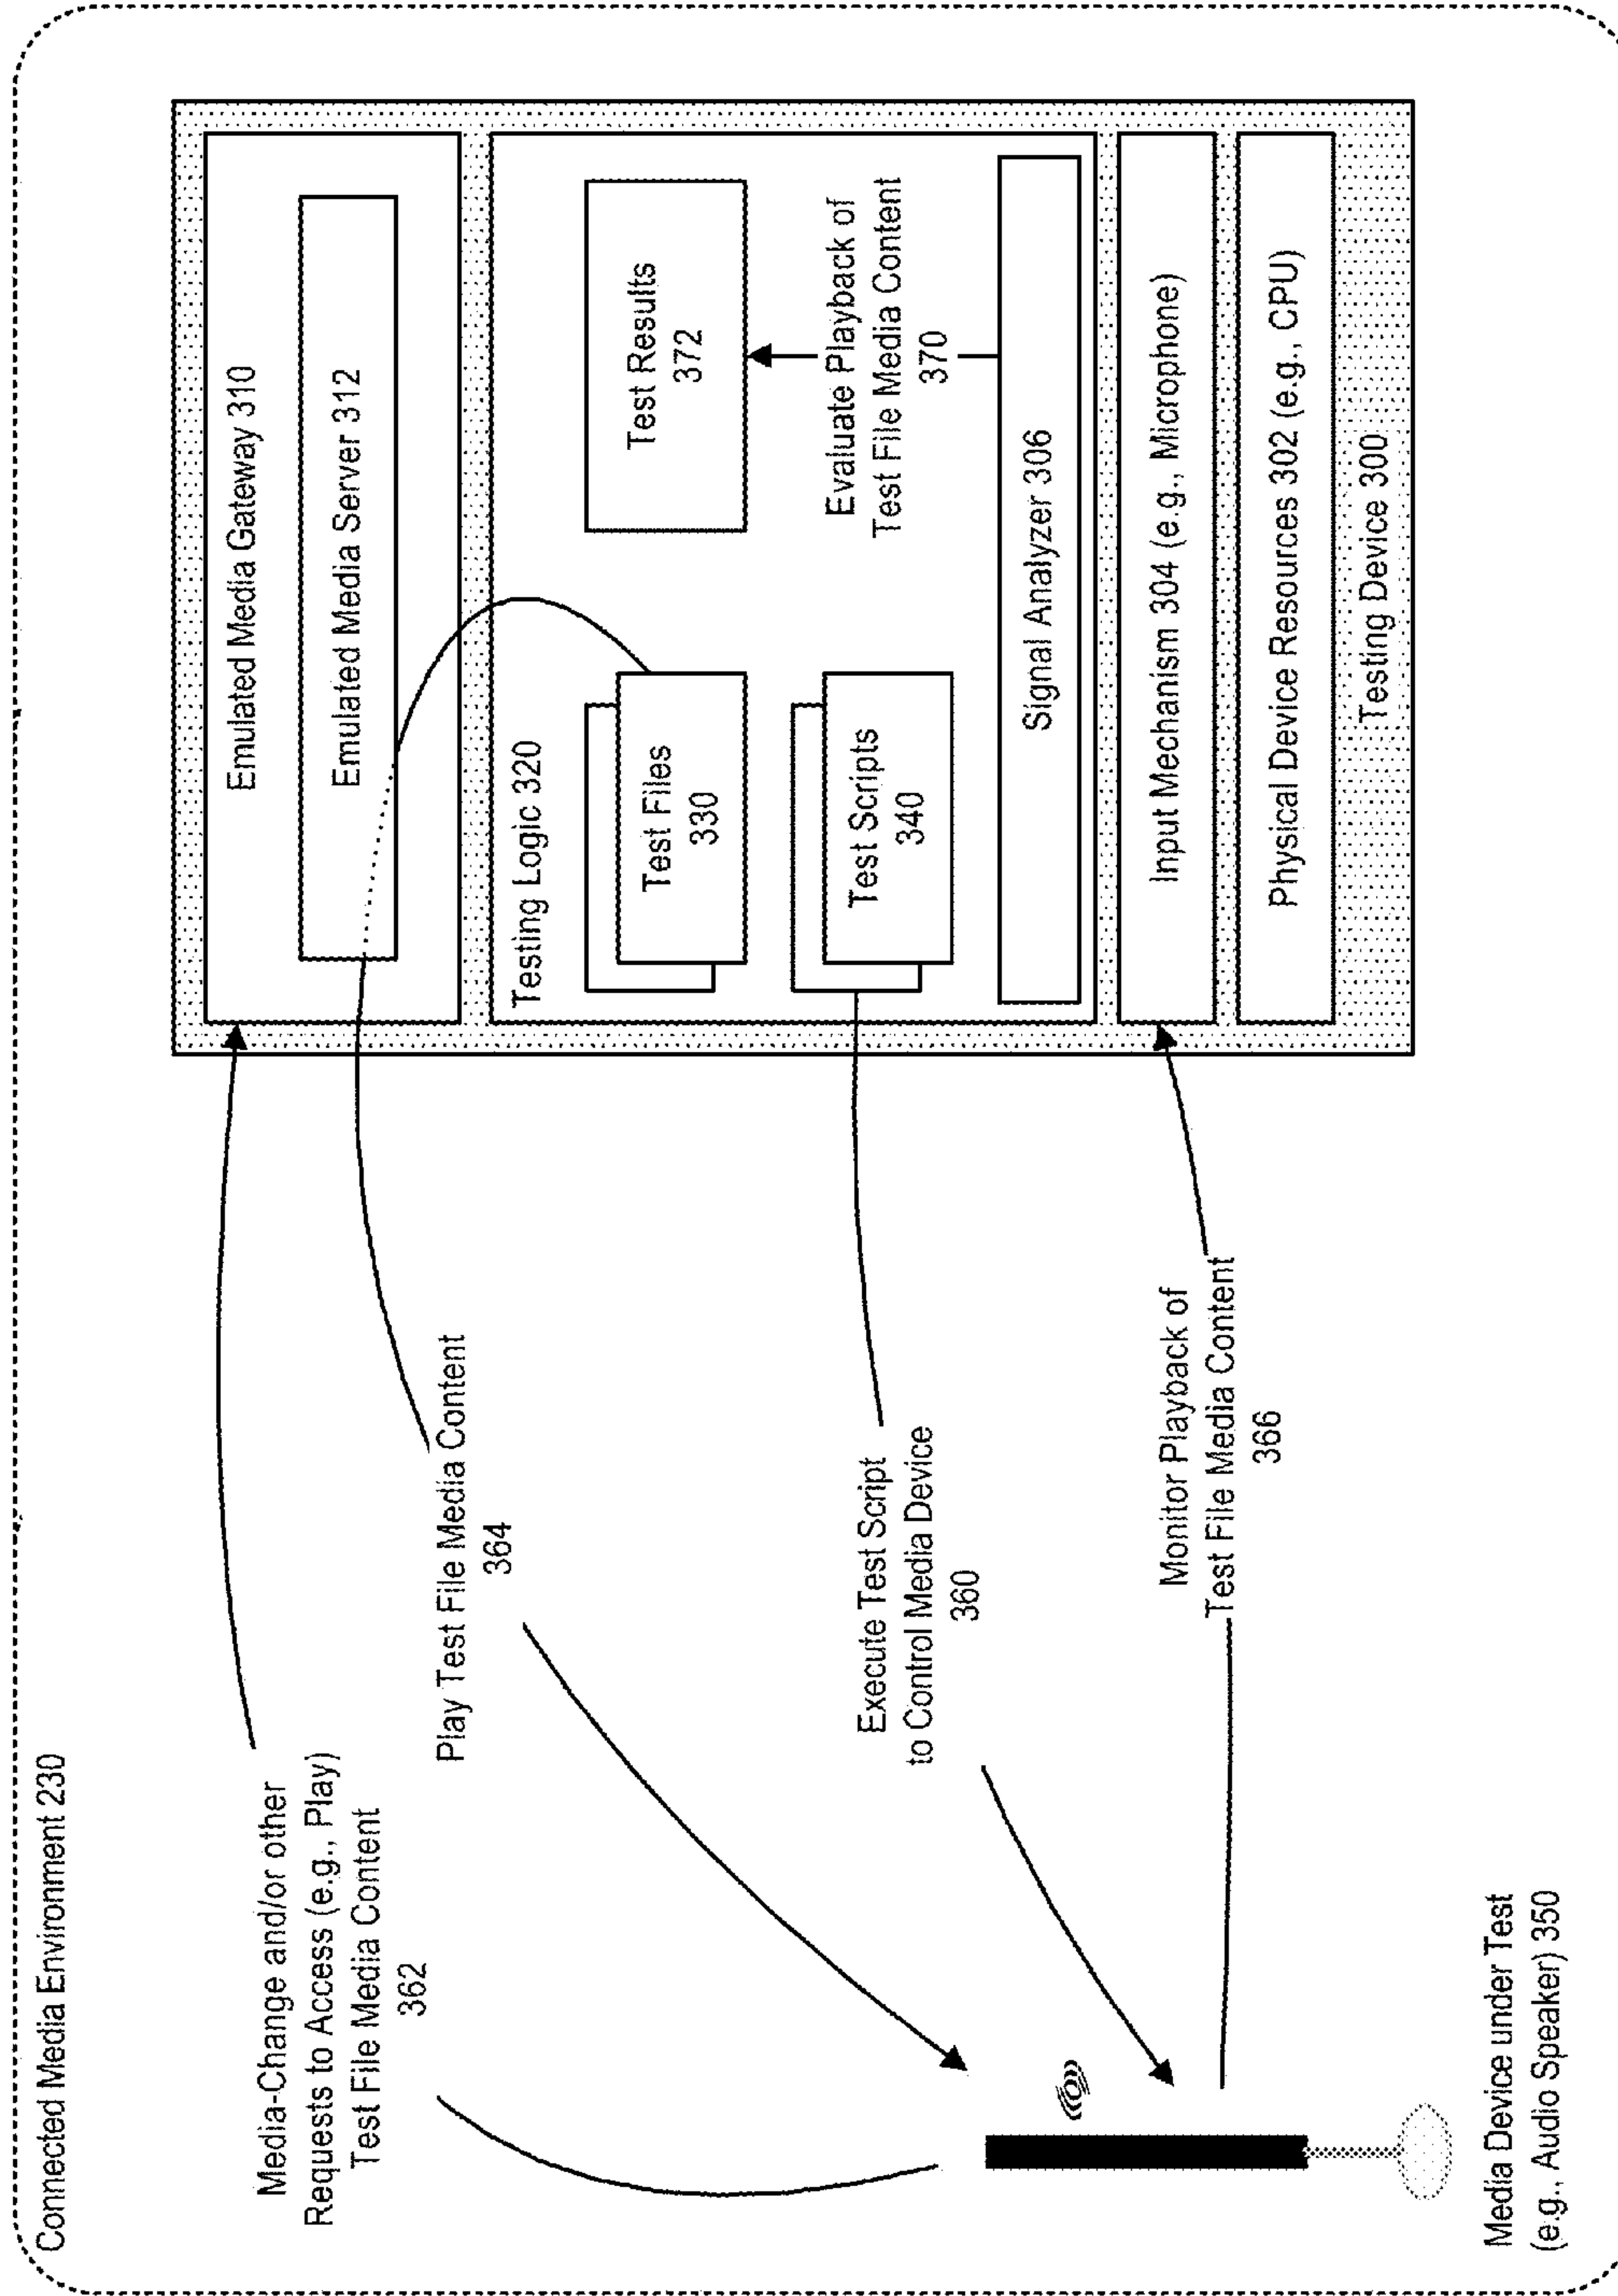 Connected Media Environment 230
Media-Change and/or other
Requests to Access (e.g., Play)
Test File Media Content
362
Play Test File Media Content
364
Execute Test Script
to Control Media Device
360
Monitor Playback of
Test File Media Content
366
Media Device under Test
(e.g., Audio Speaker) 350
Emulated Media Gateway 310
Emulated Media Server 312
Testing Logic 320
Test Files
330
Test Scripts
340
Test Results
372
Evaluate Playback of
Test File Media Content
370
Signal Analyzer 306
Input Mechanism 304 (e.g., Microphone)
Physical Device Resources 302 (e.g., CPU)
Testing Device 300